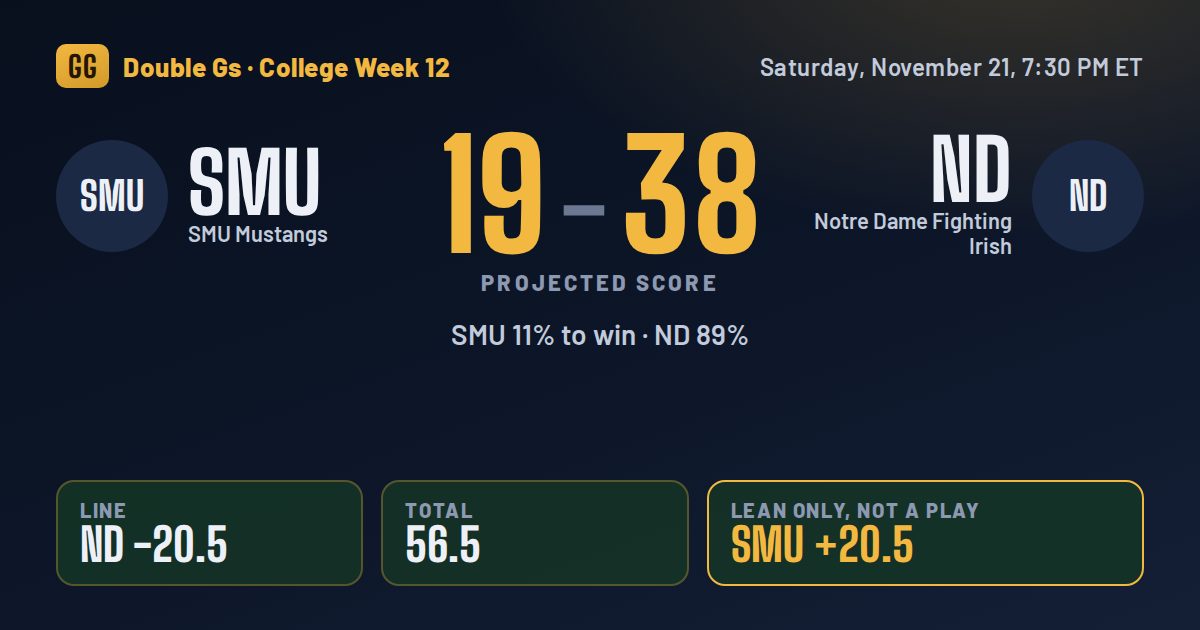 GG
Double Gs · College Week 12
Saturday, November 21, 7:30 PM ET
SMU
SMU
SMU Mustangs
19 – 38
PROJECTED SCORE
SMU 11% to win · ND 89%
ND
Notre Dame Fighting
Irish
ND
LINE
ND −20.5
TOTAL
56.5
LEAN ONLY, NOT A PLAY
SMU +20.5